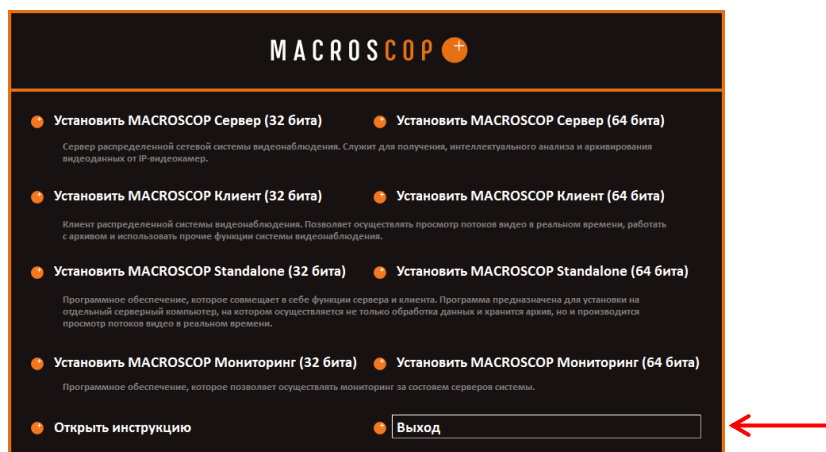 MACROSCOP
Установить MACROSCOP Сервер (32 бита) Установить MACROSCOP Сервер (64 бита)
Сервер распределенной сетевой системы видеонаблюдения. Служит для получения, интеллектуального анализа и архивирования
видеоданных от IP-видеокамер.
Установить MACROSCOP Клиент (32 бита) Установить MACROSCOP Клиент (64 бита)
Клиент распределенной системы видеонаблюдения. Позволяет осуществлять просмотр потоков видео в реальном времени, работать
с архивом и использовать прочие функции системы видеонаблюдения.
Установить MACROSCOP Standalone (32 бита) Установить MACROSCOP Standalone (64 бита)
Программное обеспечение, которое совмещает в себе функции сервера и клиента. Программа предназначена для установки на
отдельный серверный компьютер, на котором осуществляется не только обработка данных и хранится архив, но и производится
просмотр потоков видео в реальном времени.
Установить MACROSCOP Мониторинг (32 бита) Установить MACROSCOP Мониторинг (64 бита)
Программное обеспечение, которое позволяет осуществлять мониторинг за состоям серверов системы.
Открыть инструкцию Выход